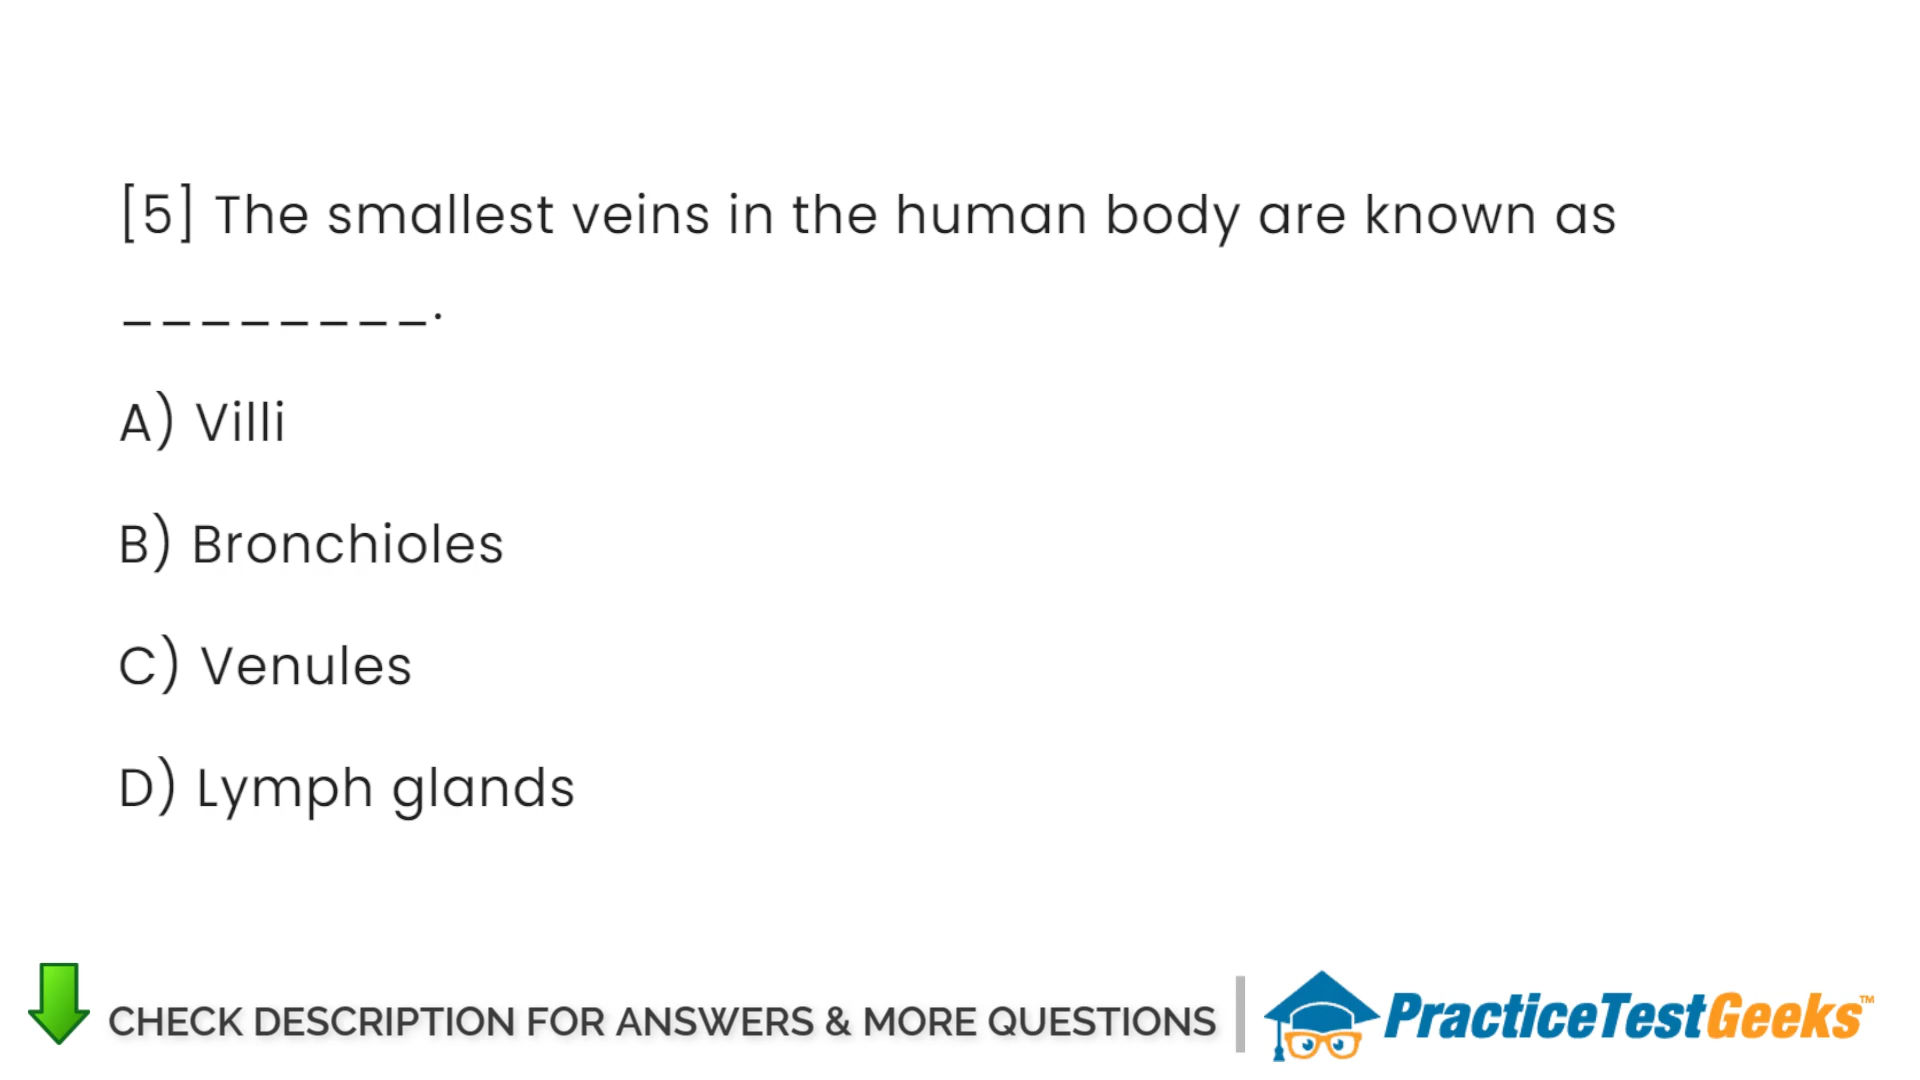 [5] The smallest veins in the human body are known as
________.
A) Villi
B) Bronchioles
C) Venules
D) Lymph glands
CHECK DESCRIPTION FOR ANSWERS & MORE QUESTIONS
PracticeTestGeeks™